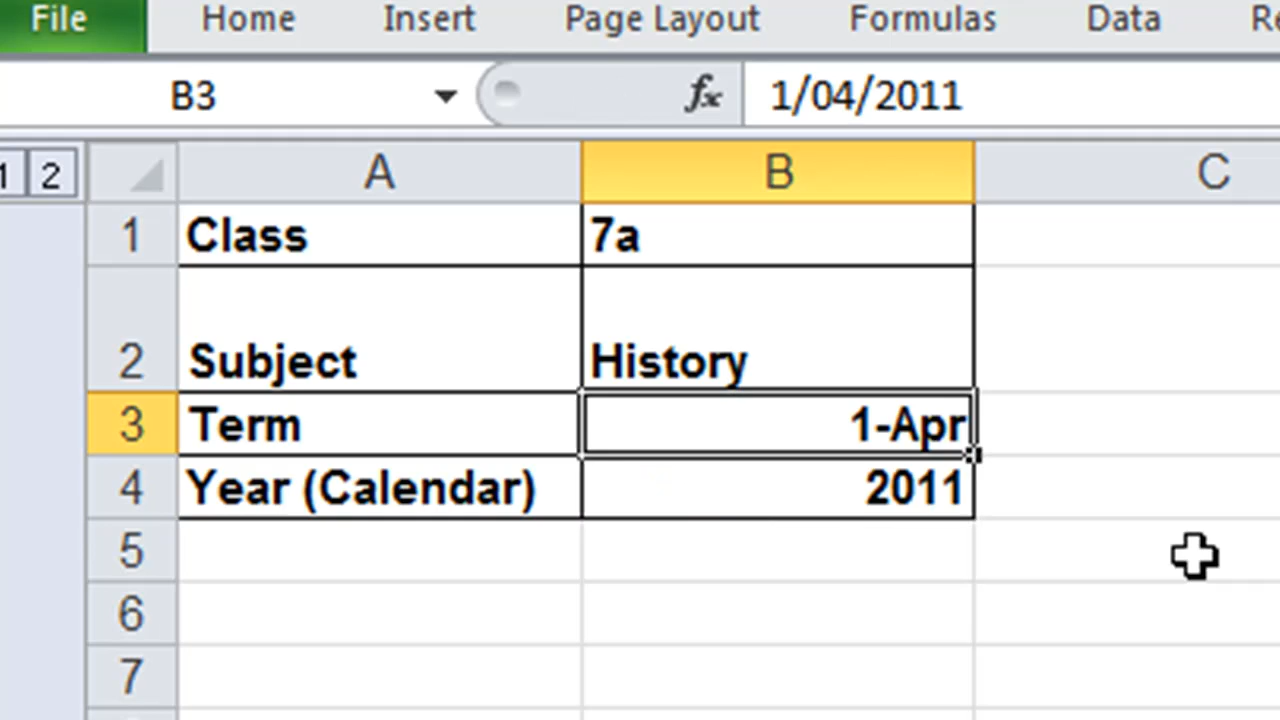 File Home Insert Page Layout Formulas Data
B3 fx 1/04/2011
1 2 A B C
1 Class 7a
2 Subject History
3 Term 1-Apr
4 Year (Calendar) 2011
5
6
7